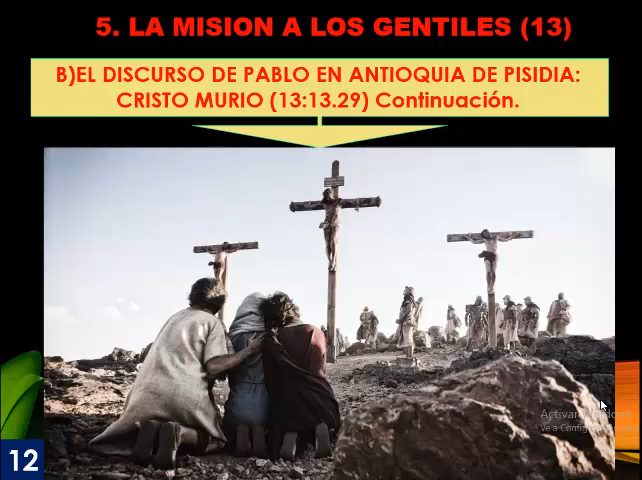 5. LA MISION A LOS GENTILES (13)
B)EL DISCURSO DE PABLO EN ANTIOQUIA DE PISIDIA:
CRISTO MURIO (13:13.29) Continuación.
12